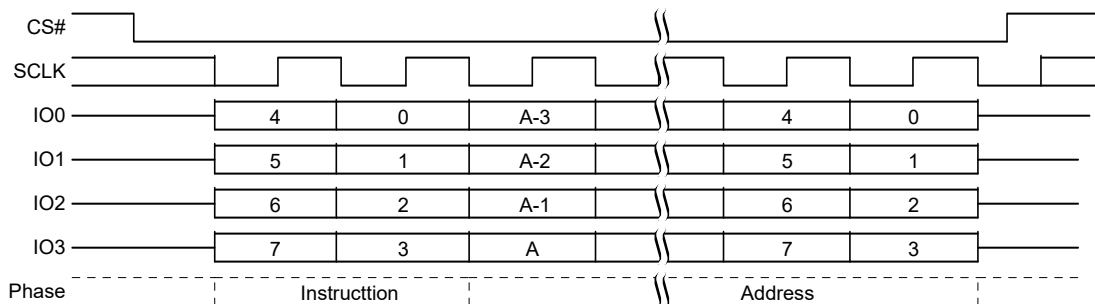 CS#
SCLK
IO0 4 0 A-3 4 0
IO1 5 1 A-2 5 1
IO2 6 2 A-1 6 2
IO3 7 3 A 7 3
Phase Instructtion Address